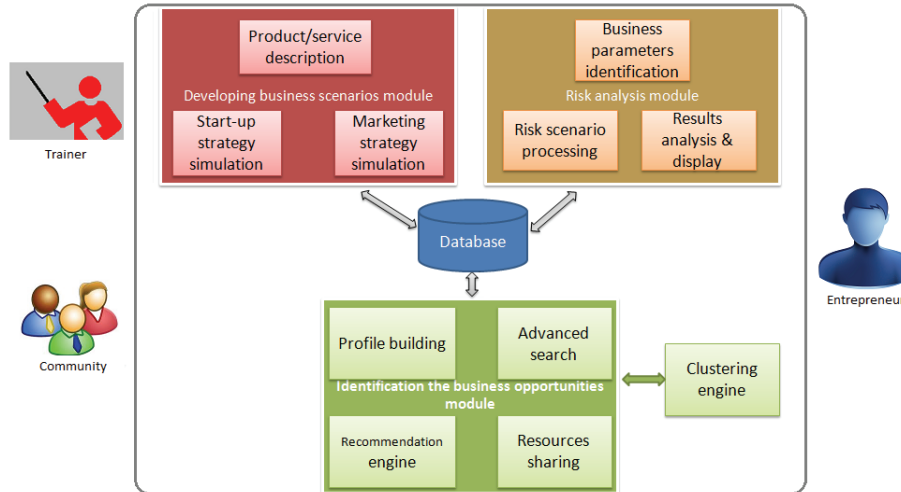 Product/service
description
Developing business scenarios module
Start-up
strategy
simulation
Marketing
strategy
simulation
Business
parameters
identification
Risk analysis module
Risk scenario
processing
Results
analysis &
display
Trainer
Database
Community
Entrepreneur
Profile building
Advanced
search
Identification the business opportunities
module
Recommendation
engine
Resources
sharing
Clustering
engine